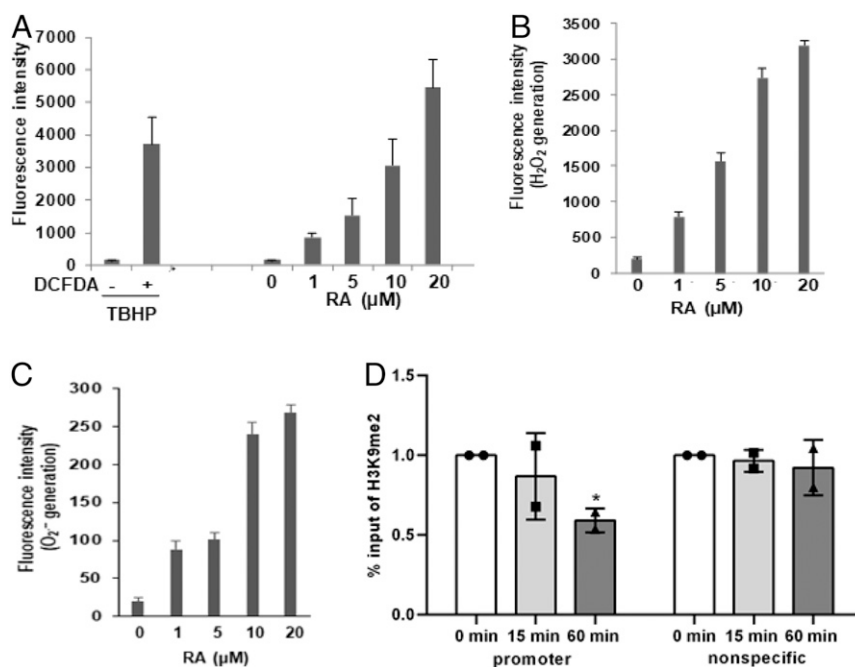 A
Fluorescence intensity
7000
6000
5000
4000
3000
2000
1000
0
DCFDA - + 0 1 5 10 20
TBHP RA (µM)
B
Fluorescence intensity
(H₂O₂ generation)
3500
3000
2500
2000
1500
1000
500
0
0 1 5 10 20
RA (µM)
C
Fluorescence intensity
(O₂⁻ generation)
300
250
200
150
100
50
0
0 1 5 10 20
RA (µM)
D
% input of H3K9me2
1.5
1.0
0.5
0.0
*
0 min 15 min 60 min 0 min 15 min 60 min
promoter nonspecific